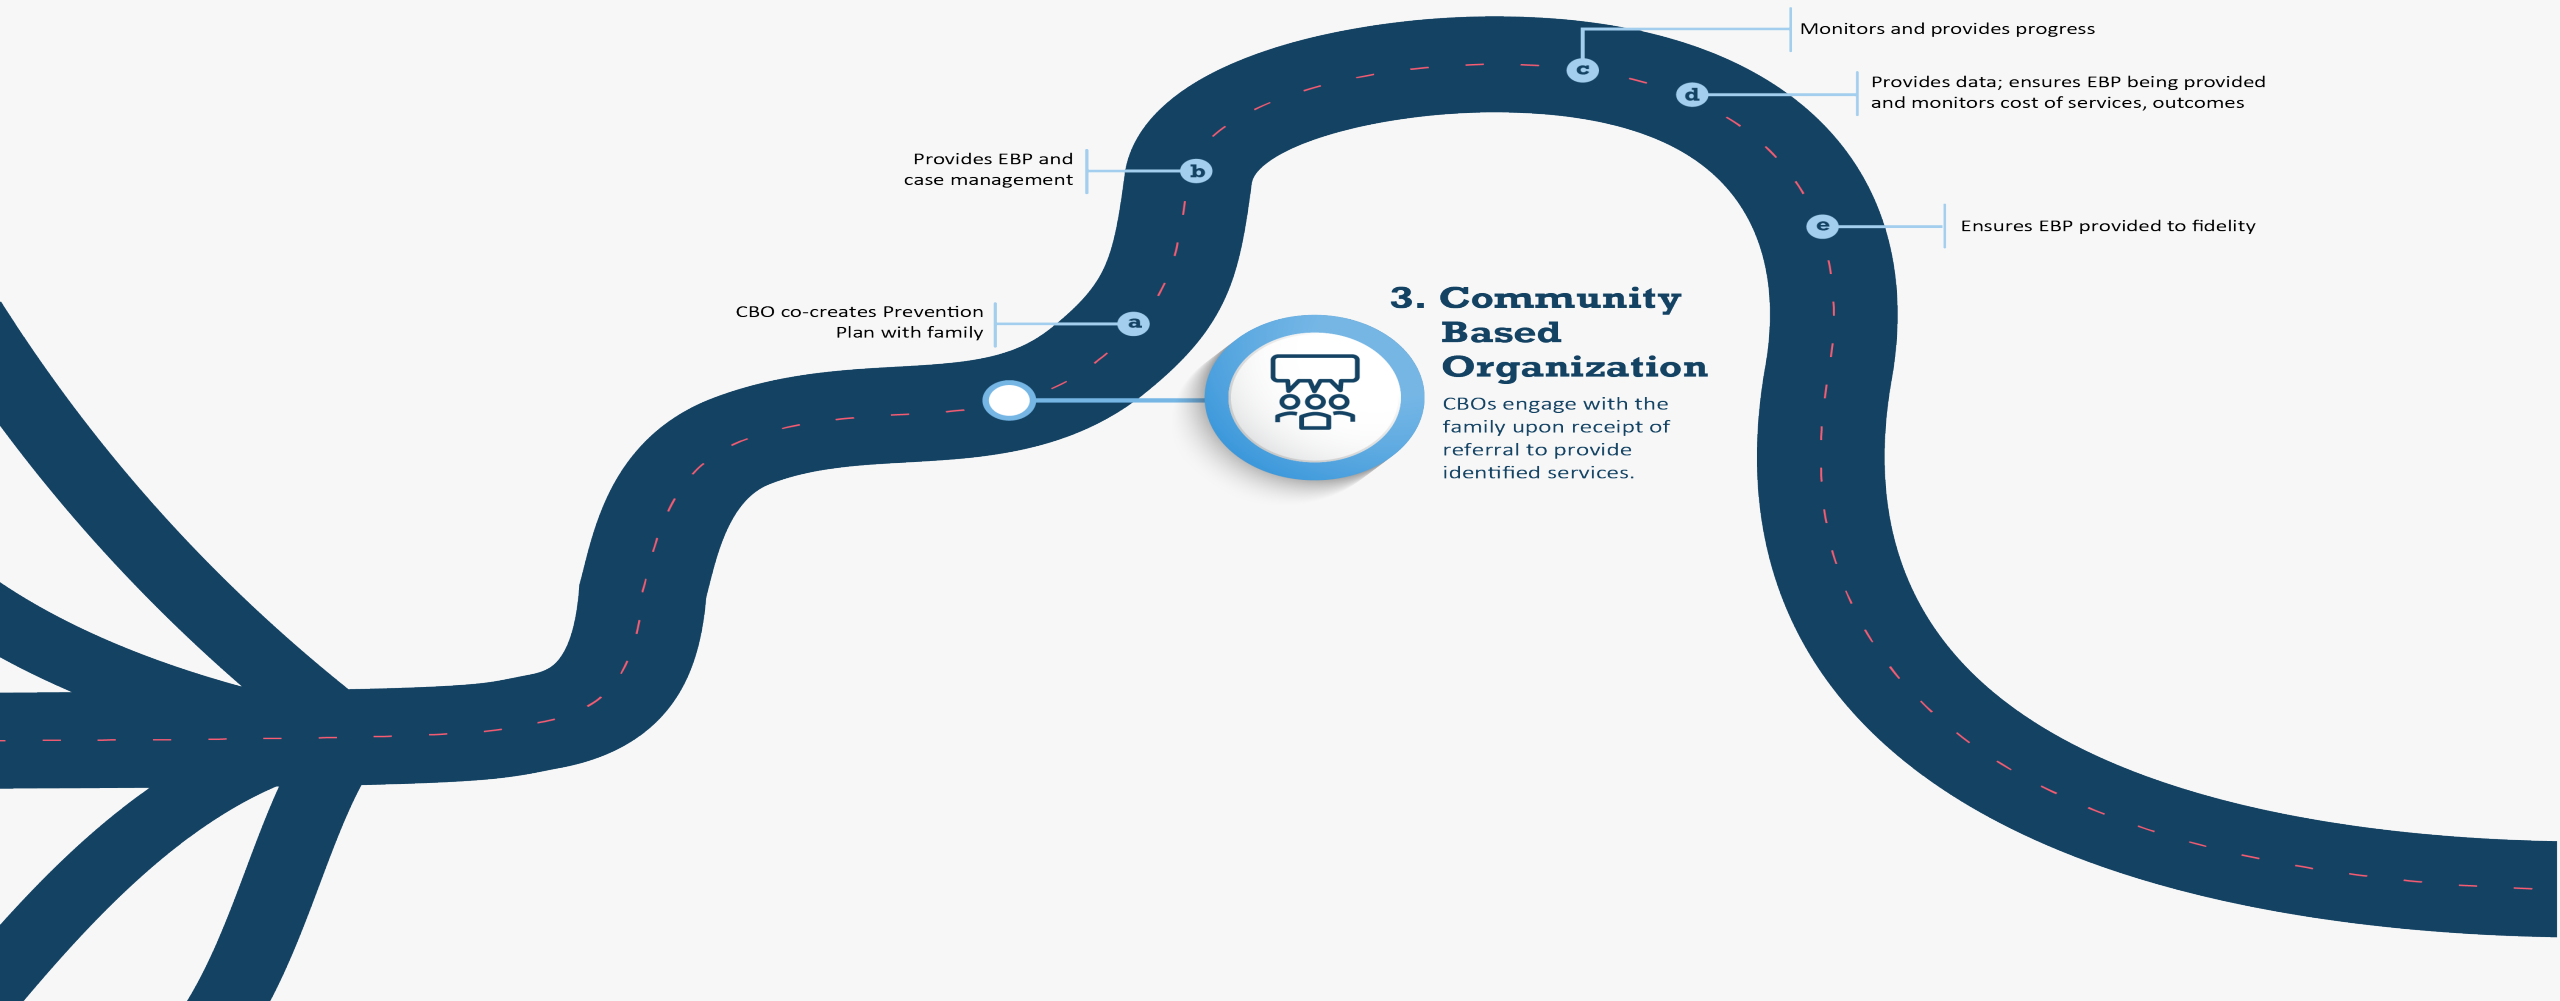 Monitors and provides progress
c
Provides data; ensures EBP being provided
and monitors cost of services, outcomes
d
Provides EBP and
case management
b
Ensures EBP provided to fidelity
e
CBO co-creates Prevention
Plan with family
a
3. Community
Based
Organization
CBOs engage with the
family upon receipt of
referral to provide
identified services.